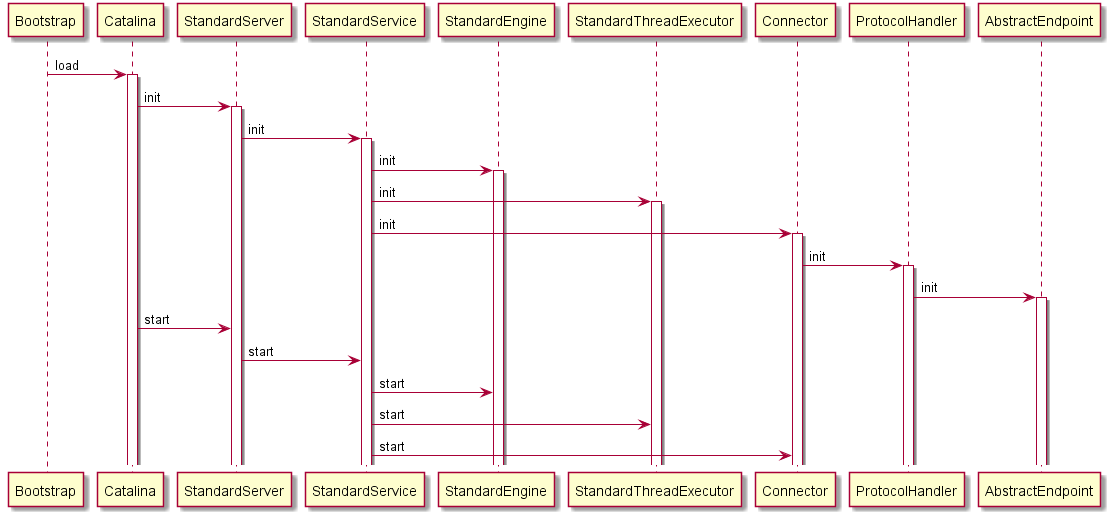 Bootstrap Catalina StandardServer StandardService StandardEngine StandardThreadExecutor Connector ProtocolHandler AbstractEndpoint
load
init
init
init
init
init
init
init
start
start
start
start
start
Bootstrap Catalina StandardServer StandardService StandardEngine StandardThreadExecutor Connector ProtocolHandler AbstractEndpoint